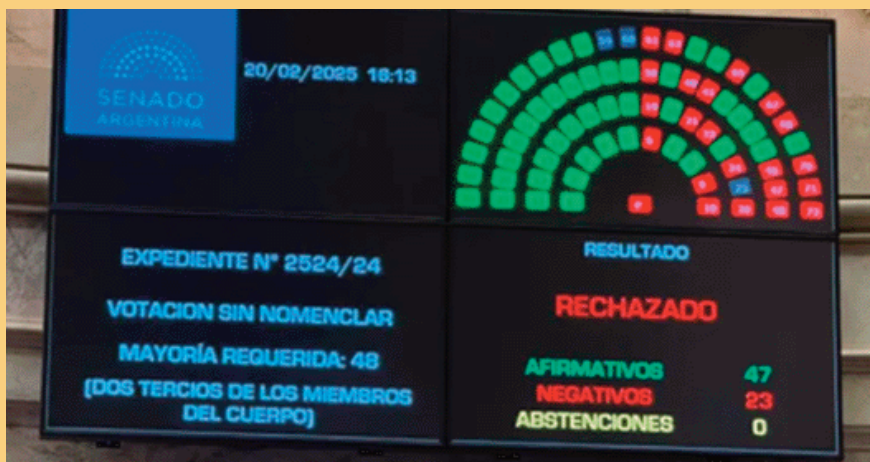 SENADO
ARGENTINA
20/02/2025 18:13
EXPEDIENTE N° 2524/24
VOTACION SIN NOMENCLAR
MAYORÍA REQUERIDA: 48
(DOS TERCIOS DE LOS MIEMBROS
DEL CUERPO)
RESULTADO
RECHAZADO
AFIRMATIVOS 47
NEGATIVOS 23
ABSTENCIONES 0